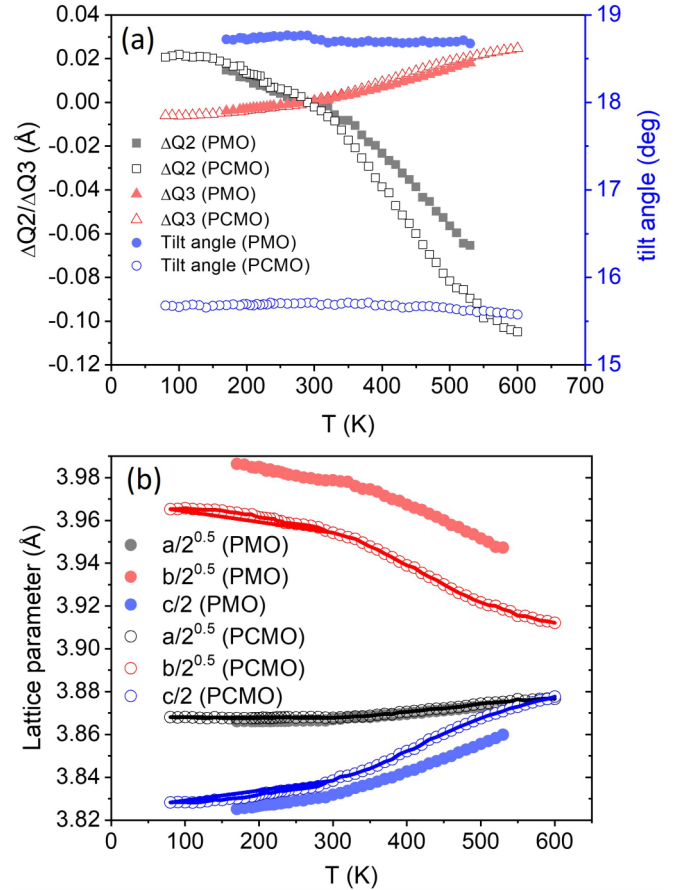 (a)
0.04
0.02
0.00
-0.02
-0.04
-0.06
-0.08
-0.10
-0.12
ΔQ2/ΔQ3 (Å)
ΔQ2 (PMO)
ΔQ2 (PCMO)
ΔQ3 (PMO)
ΔQ3 (PCMO)
Tilt angle (PMO)
Tilt angle (PCMO)
19
18
17
16
15
tilt angle (deg)
0 100 200 300 400 500 600 700
T (K)
(b)
3.98
3.96
3.94
3.92
3.90
3.88
3.86
3.84
3.82
Lattice parameter (Å)
a/2^0.5 (PMO)
b/2^0.5 (PMO)
c/2 (PMO)
a/2^0.5 (PCMO)
b/2^0.5 (PCMO)
c/2 (PCMO)
0 100 200 300 400 500 600
T (K)